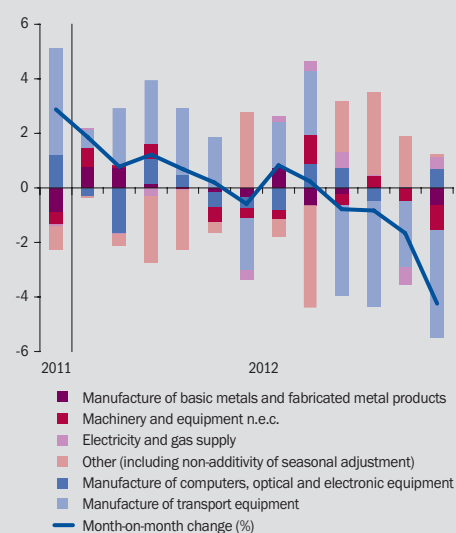 6
4
2
0
-2
-4
-6
2011 2012
Manufacture of basic metals and fabricated metal products
Machinery and equipment n.e.c.
Electricity and gas supply
Other (including non-additivity of seasonal adjustment)
Manufacture of computers, optical and electronic equipment
Manufacture of transport equipment
Month-on-month change (%)